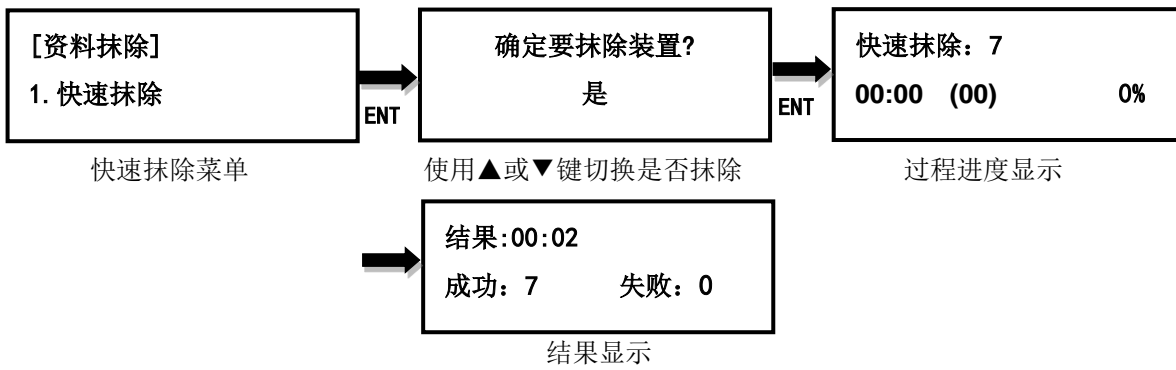 [资料抹除]
1.快速抹除
ENT
确定要抹除装置?
是
ENT
快速抹除：7
00:00 (00) 0%
快速抹除菜单
使用▲或▼键切换是否抹除
过程进度显示
结果:00:02
成功：7 失败：0
结果显示